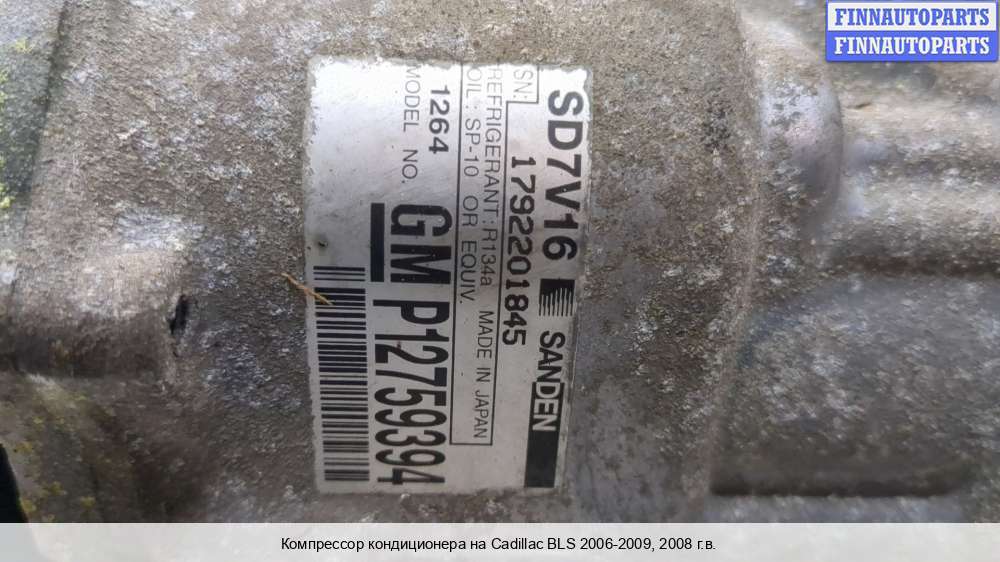 FINNAUTOPARTS
FINNAUTOPARTS
SD7V16 SANDEN
SN: 1792201845
REFRIGERANT: R134a MADE IN JAPAN
OIL: SP-10 OR EQUIV.
1264
MODEL NO.
GM P12759394
Компрессор кондиционера на Cadillac BLS 2006-2009, 2008 г.в.